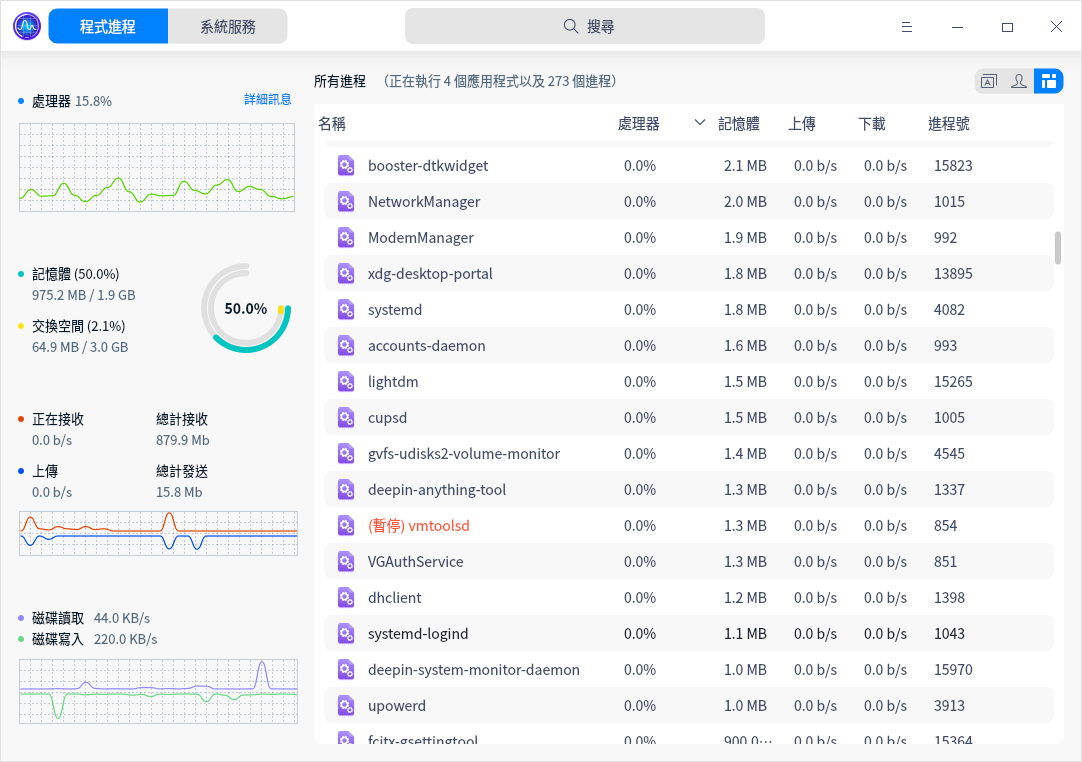 程式進程 系統服務 搜尋
處理器 15.8% 詳細訊息
記憶體 (50.0%)
975.2 MB / 1.9 GB
交換空間 (2.1%)
64.9 MB / 3.0 GB
50.0%
正在接收 總計接收
0.0 b/s 879.9 Mb
上傳 總計發送
0.0 b/s 15.8 Mb
磁碟讀取 44.0 KB/s
磁碟寫入 220.0 KB/s
所有進程 (正在執行 4 個應用程式以及 273 個進程)
名稱 處理器 記憶體 上傳 下載 進程號
booster-dtkwidget 0.0% 2.1 MB 0.0 b/s 0.0 b/s 15823
NetworkManager 0.0% 2.0 MB 0.0 b/s 0.0 b/s 1015
ModemManager 0.0% 1.9 MB 0.0 b/s 0.0 b/s 992
xdg-desktop-portal 0.0% 1.8 MB 0.0 b/s 0.0 b/s 13895
systemd 0.0% 1.8 MB 0.0 b/s 0.0 b/s 4082
accounts-daemon 0.0% 1.6 MB 0.0 b/s 0.0 b/s 993
lightdm 0.0% 1.5 MB 0.0 b/s 0.0 b/s 15265
cupsd 0.0% 1.5 MB 0.0 b/s 0.0 b/s 1005
gvfs-udisks2-volume-monitor 0.0% 1.4 MB 0.0 b/s 0.0 b/s 4545
deepin-anything-tool 0.0% 1.3 MB 0.0 b/s 0.0 b/s 1337
(暫停) vmtoolsd 0.0% 1.3 MB 0.0 b/s 0.0 b/s 854
VGAuthService 0.0% 1.3 MB 0.0 b/s 0.0 b/s 851
dhclient 0.0% 1.2 MB 0.0 b/s 0.0 b/s 1398
systemd-logind 0.0% 1.1 MB 0.0 b/s 0.0 b/s 1043
deepin-system-monitor-daemon 0.0% 1.0 MB 0.0 b/s 0.0 b/s 15970
upowerd 0.0% 1.0 MB 0.0 b/s 0.0 b/s 3913
fcitx-gsettingtool 0.0% 900.0… 0.0 b/s 0.0 b/s 15364